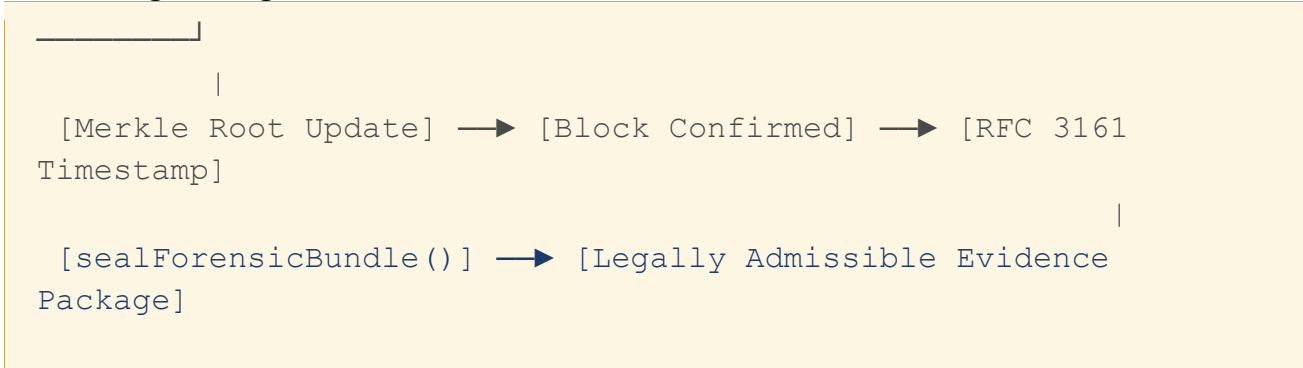 ────────┘
|
[Merkle Root Update] ──► [Block Confirmed] ──► [RFC 3161
Timestamp]
|
[sealForensicBundle()] ──► [Legally Admissible Evidence
Package]